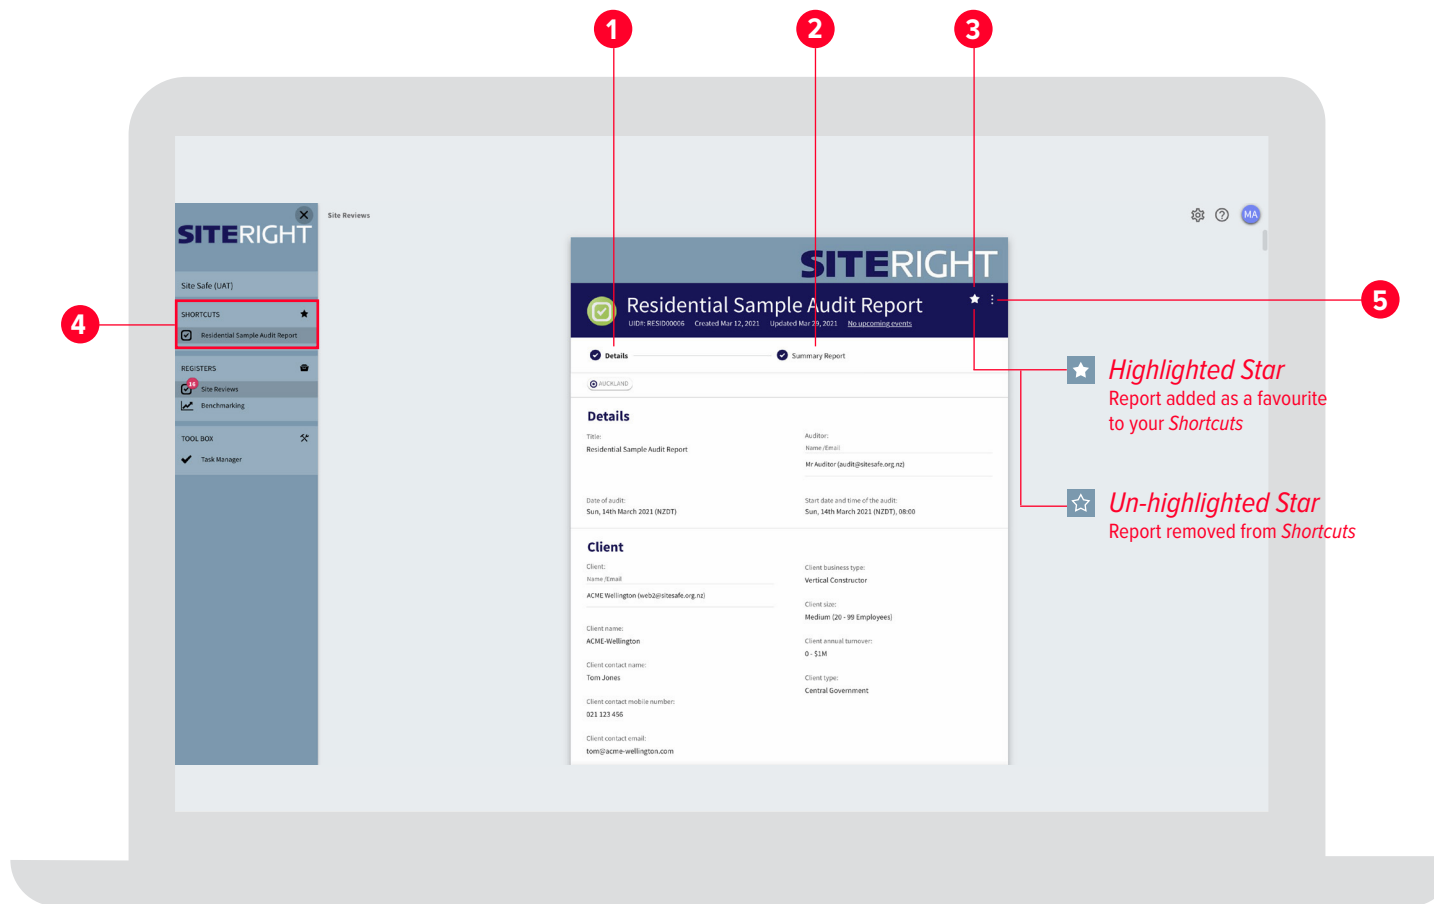 1
2
3
SITERIGHT
Site Reviews
MA
Site Safe (UAT)
4
SHORTCUTS
Residential Sample Audit Report
REGISTERS
16
Site Reviews
Benchmarking
TOOL BOX
Task Manager
SITERIGHT
Residential Sample Audit Report
UID#: RESID00006 Created Mar 12, 2021 Updated Mar 29, 2021 No upcoming events
5
Details
Summary Report
AUCKLAND
Details
Title:
Residential Sample Audit Report
Auditor:
Name /Email
Mr Auditor (audit@sitesafe.org.nz)
Date of audit:
Sun, 14th March 2021 (NZDT)
Start date and time of the audit:
Sun, 14th March 2021 (NZDT), 08:00
Client
Client:
Name /Email
ACME Wellington (web2@sitesafe.org.nz)
Client name:
ACME-Wellington
Client contact name:
Tom Jones
Client contact mobile number:
021 123 456
Client contact email:
tom@acme-wellington.com
Client business type:
Vertical Constructor
Client size:
Medium (20 - 99 Employees)
Client annual turnover:
0 - $1M
Client type:
Central Government
Highlighted Star
Report added as a favourite
to your Shortcuts
Un-highlighted Star
Report removed from Shortcuts